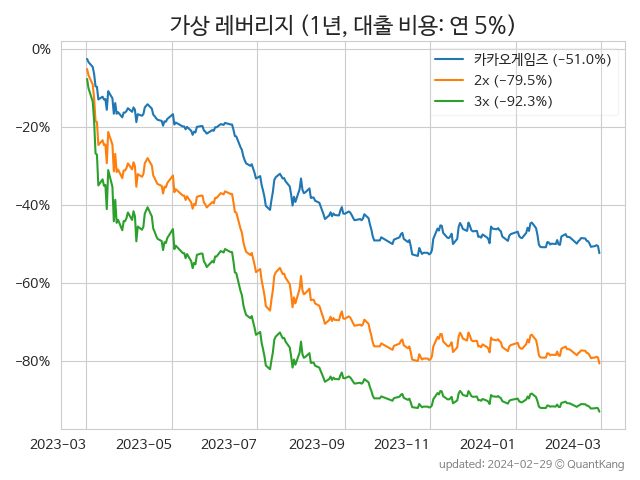 가상 레버리지 (1년, 대출 비용: 연 5%)
카카오게임즈 (−51.0%)
2x (−79.5%)
3x (−92.3%)
0%
−20%
−40%
−60%
−80%
2023-03 2023-05 2023-07 2023-09 2023-11 2024-01 2024-03
updated: 2024-02-29 © QuantKang